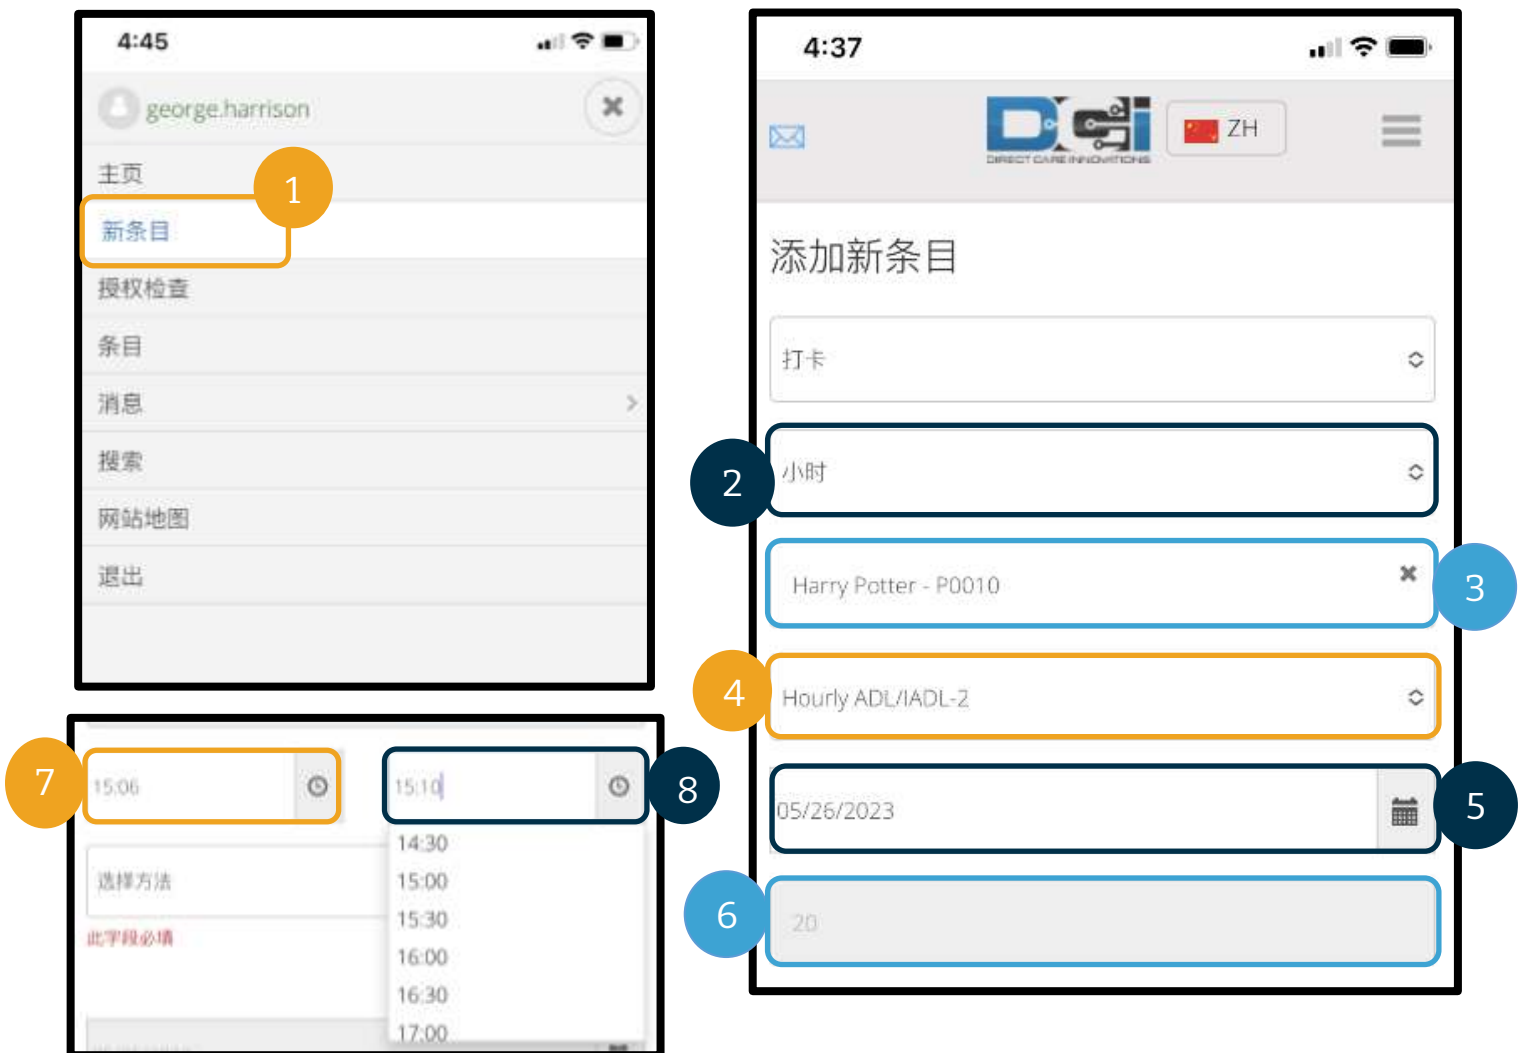 4:45
george.harrison
主页
1
新条目
授权检查
条目
消息
搜索
网站地图
退出
7
15:06
15:10
8
14:30
选择方法
15:00
15:30
此字段必填
16:00
16:30
17:00
4:37
DCI
DIRECT CARE INNOVATIONS
ZH
添加新条目
打卡
2
小时
Harry Potter - P0010
3
4
Hourly ADL/IADL-2
05/26/2023
5
6
20